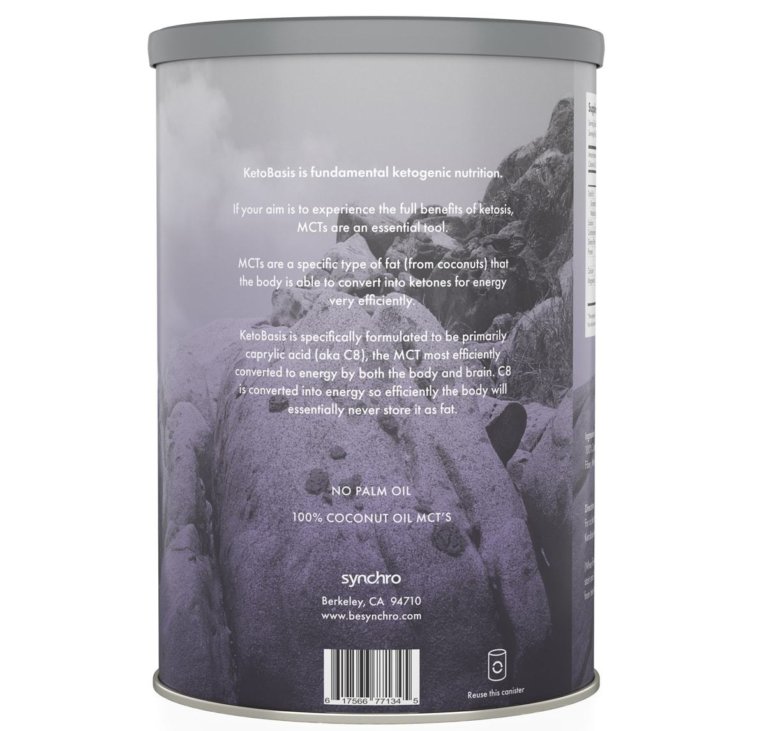 KetoBasis is fundamental ketogenic nutrition.
If your aim is to experience the full benefits of ketosis,
MCTs are an essential tool.
MCTs are a specific type of fat (from coconuts) that
the body is able to convert into ketones for energy
very efficiently.
KetoBasis is specifically formulated to be primarily
caprylic acid (aka C8), the MCT most efficiently
converted to energy by both the body and brain. C8
is converted into energy so efficiently the body will
essentially never store it as fat.
NO PALM OIL
100% COCONUT OIL MCT'S
synchro
Berkeley, CA 94710
www.besynchro.com
6 17566 77134 5
Reuse this canister